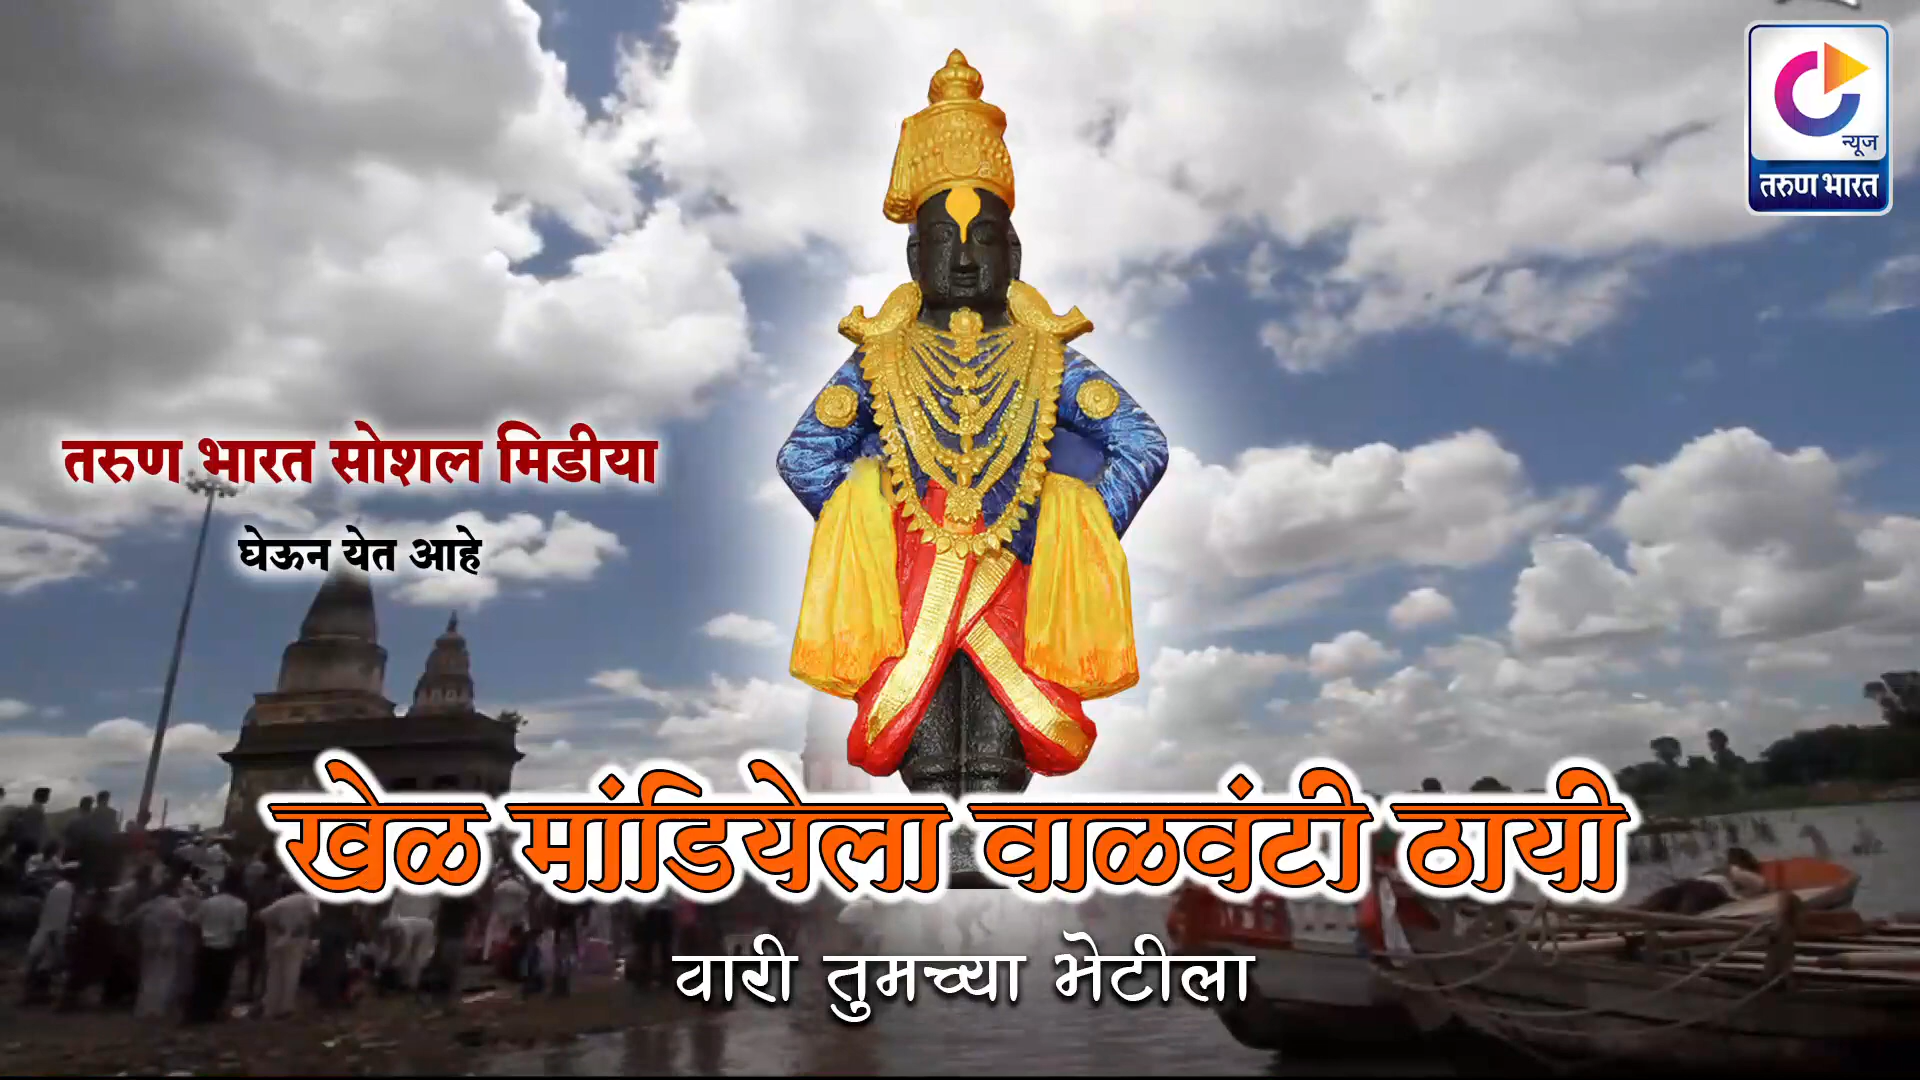 न्यूज
तरुण भारत
तरुण भारत सोशल मिडीया
घेऊन येत आहे
खेळ मांडियेला वाळवंटी ठायी
वारी तुमच्या भेटीला